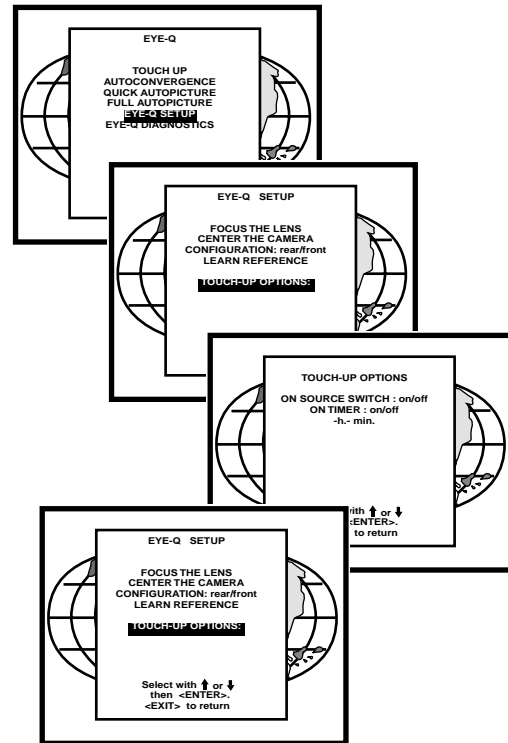 EYE-Q
TOUCH UP
AUTOCONVERGENCE
QUICK AUTOPICTURE
FULL AUTOPICTURE
EYE-Q SETUP
EYE-Q DIAGNOSTICS
EYE-Q SETUP
FOCUS THE LENS
CENTER THE CAMERA
CONFIGURATION: rear/front
LEARN REFERENCE
TOUCH-UP OPTIONS:
TOUCH-UP OPTIONS
ON SOURCE SWITCH : on/off
ON TIMER : on/off
-h.- min.
with ⬆ or ⬇
<ENTER>.
to return
EYE-Q SETUP
FOCUS THE LENS
CENTER THE CAMERA
CONFIGURATION: rear/front
LEARN REFERENCE
TOUCH-UP OPTIONS:
Select with ⬆ or ⬇
then <ENTER>.
<EXIT> to return